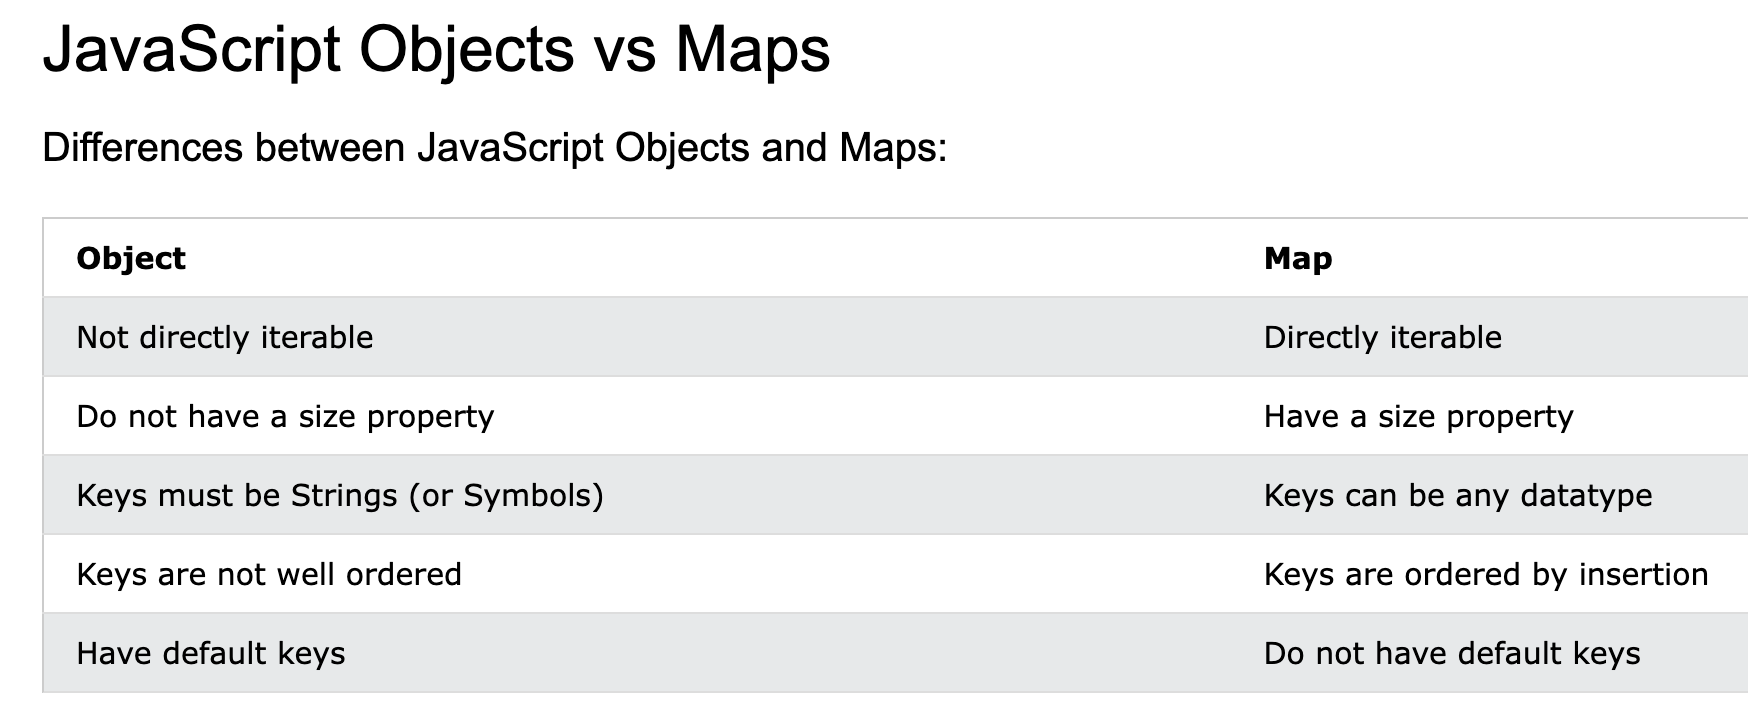 JavaScript Objects vs Maps
Differences between JavaScript Objects and Maps:
Object Map
Not directly iterable Directly iterable
Do not have a size property Have a size property
Keys must be Strings (or Symbols) Keys can be any datatype
Keys are not well ordered Keys are ordered by insertion
Have default keys Do not have default keys